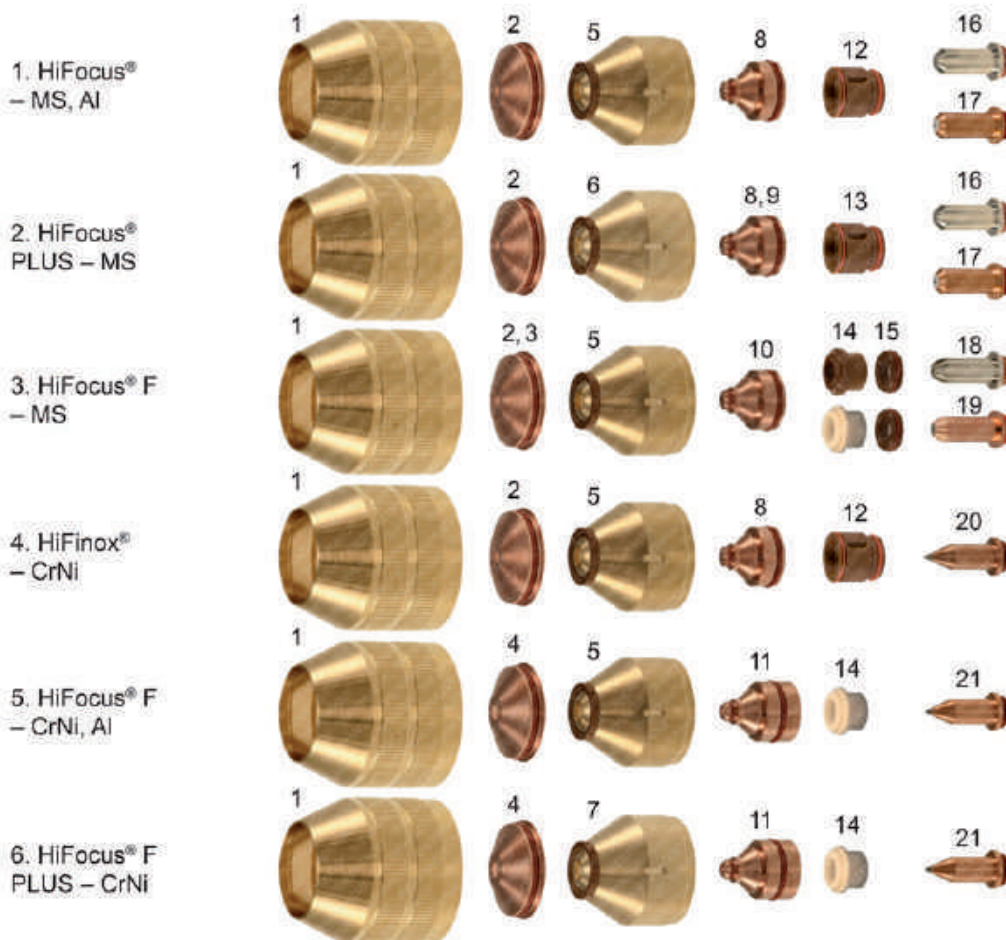 1 2 5 8 12 16
1. HiFocus®
– MS, Al
17
1 2 6 8, 9 13 16
2. HiFocus®
PLUS – MS
17
1 2, 3 5 10 14 15 18
3. HiFocus® F
– MS
19
1 2 5 8 12 20
4. HiFinox®
– CrNi
1 4 5 11 14 21
5. HiFocus® F
– CrNi, Al
1 4 7 11 14 21
6. HiFocus® F
PLUS – CrNi